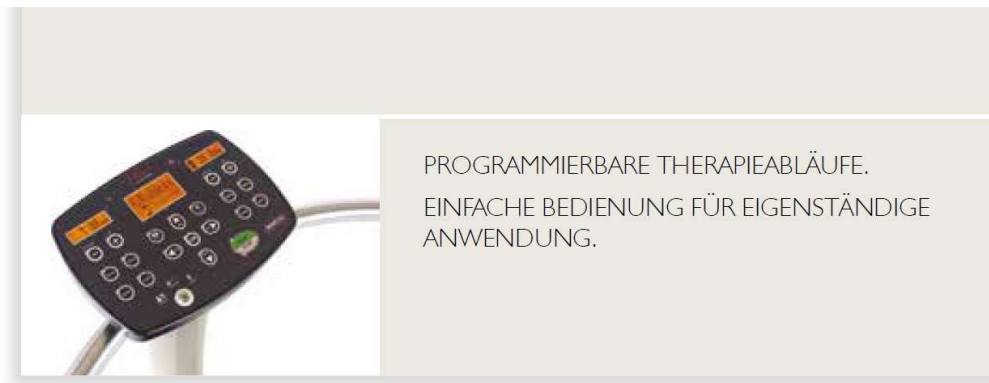 PROGRAMMIERBARE THERAPIEABLÄUFE.
EINFACHE BEDIENUNG FÜR EIGENSTÄNDIGE
ANWENDUNG.